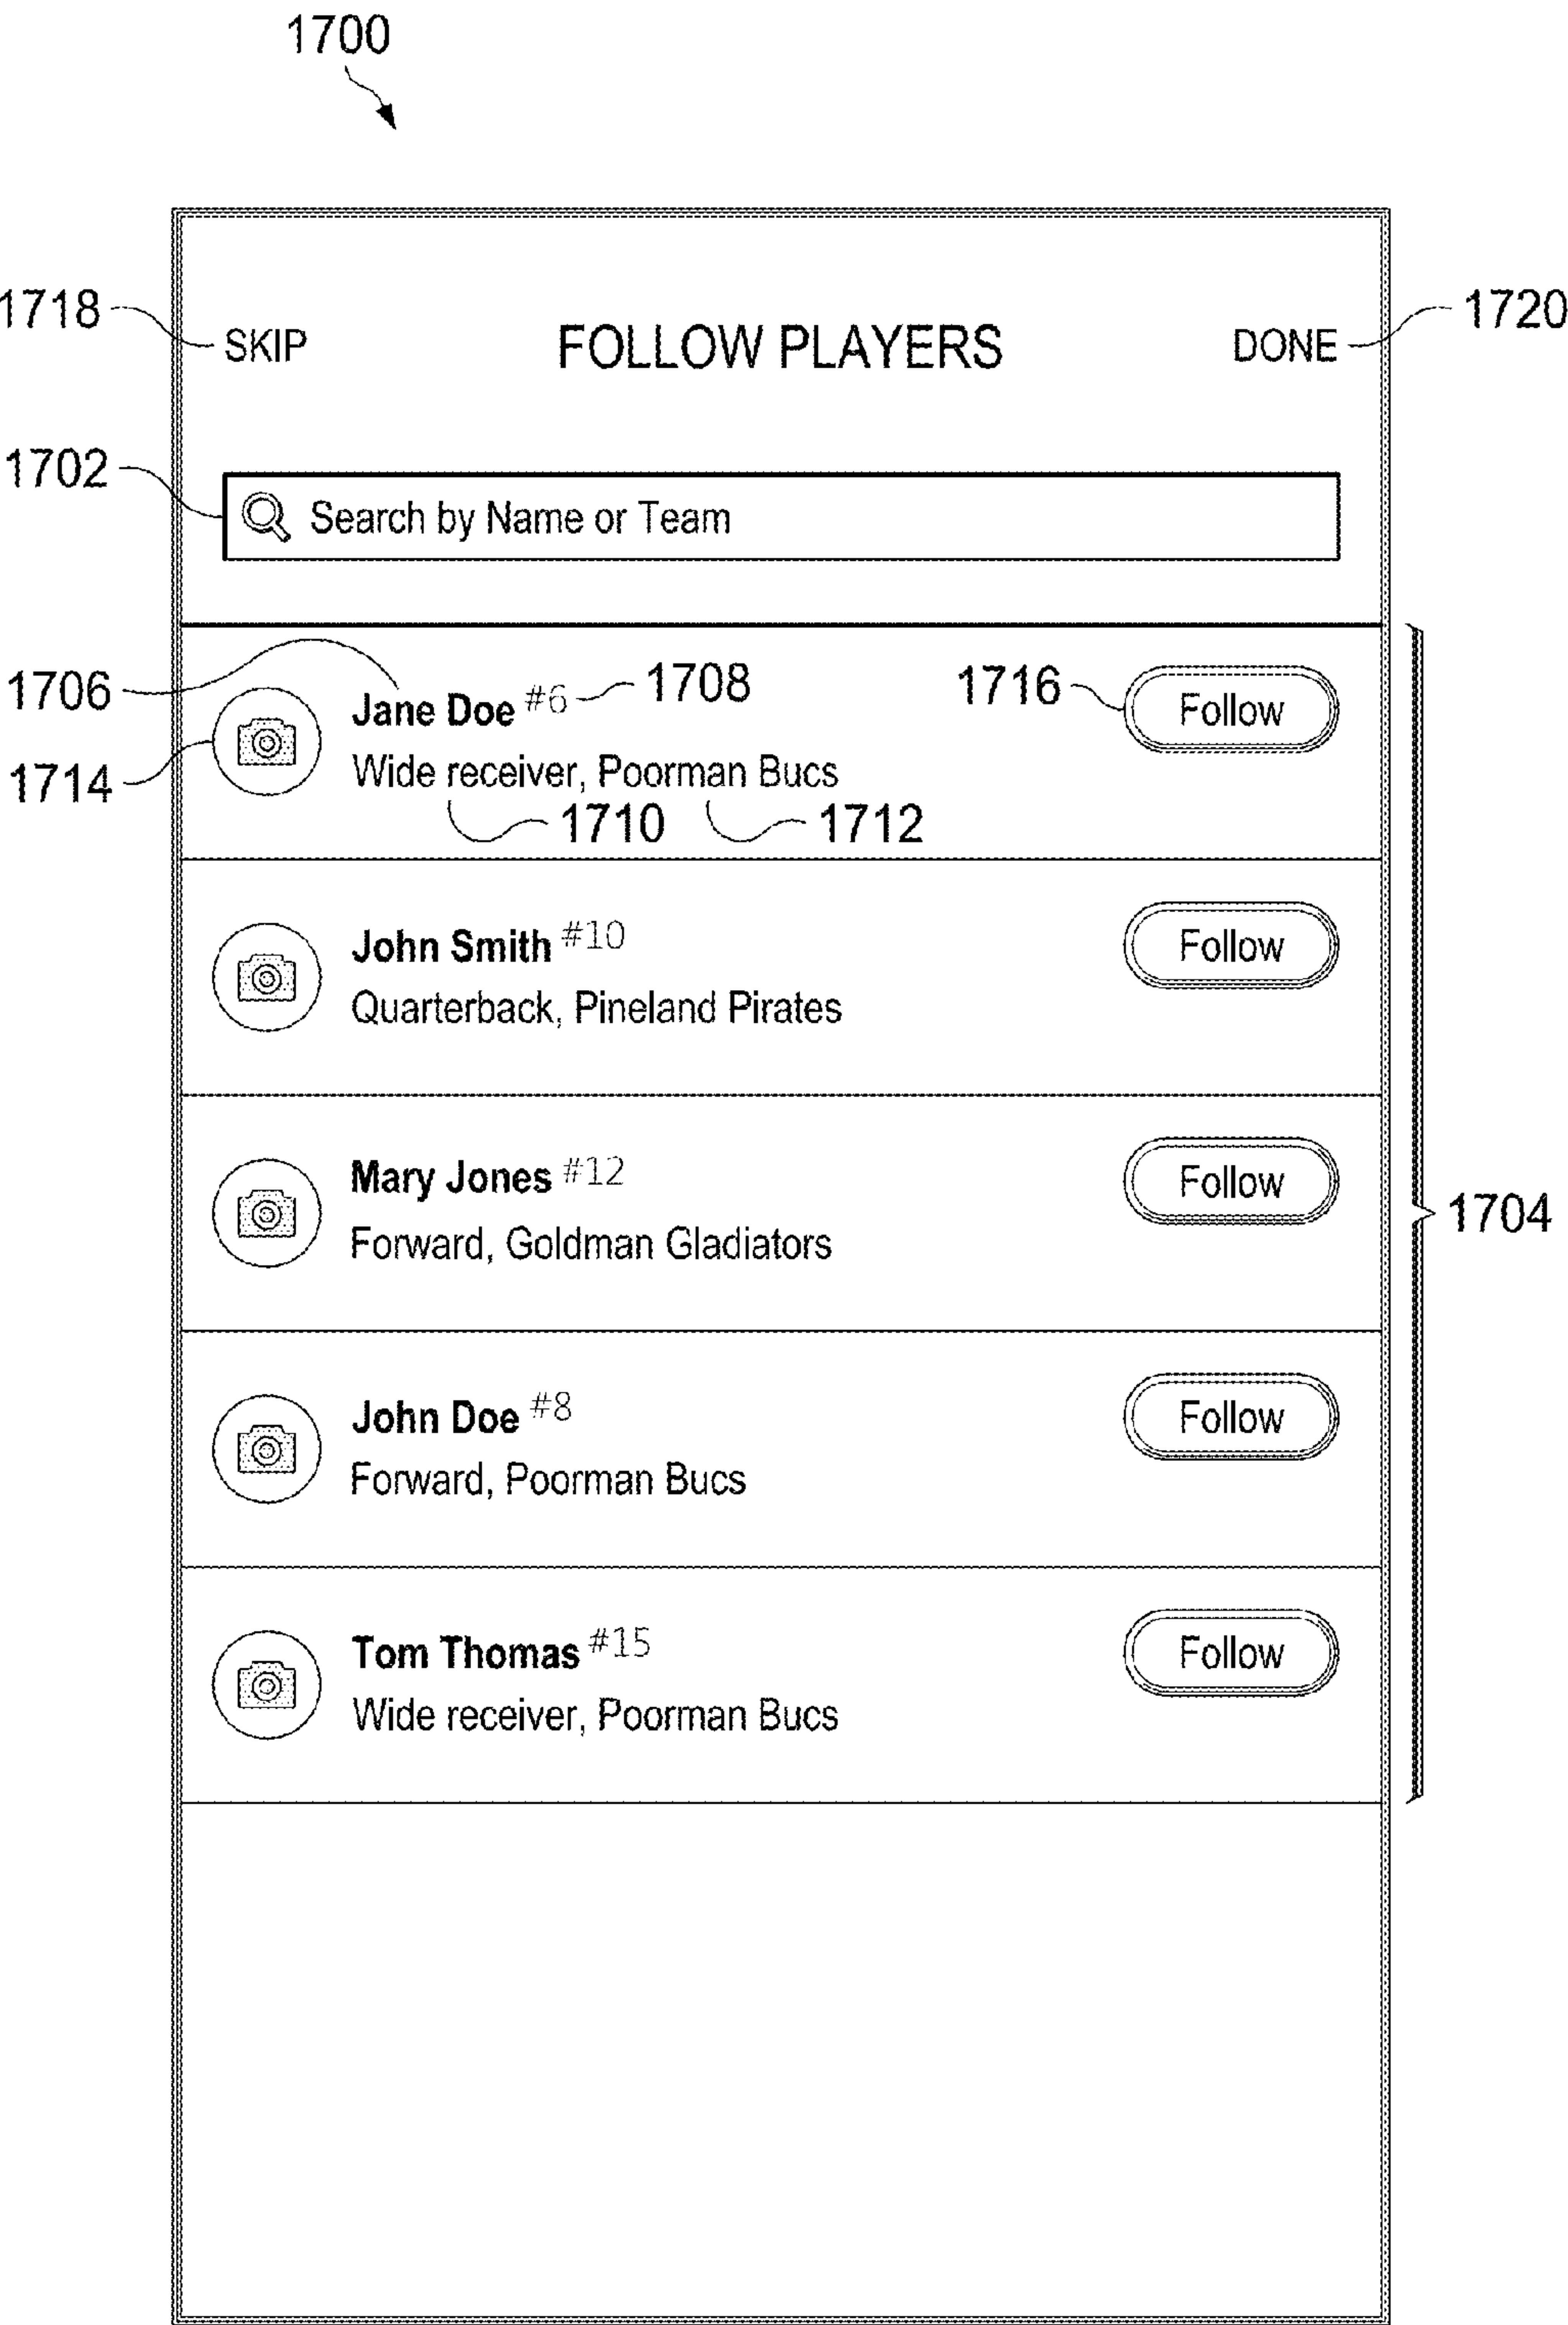 1700
1718 SKIP FOLLOW PLAYERS DONE 1720
1702 Search by Name or Team
1706 Jane Doe #6 1708 1716 Follow
1714 Wide receiver, Poorman Bucs
1710 1712
John Smith #10 Follow
Quarterback, Pineland Pirates
Mary Jones #12 Follow
Forward, Goldman Gladiators
1704
John Doe #8 Follow
Forward, Poorman Bucs
Tom Thomas #15 Follow
Wide receiver, Poorman Bucs